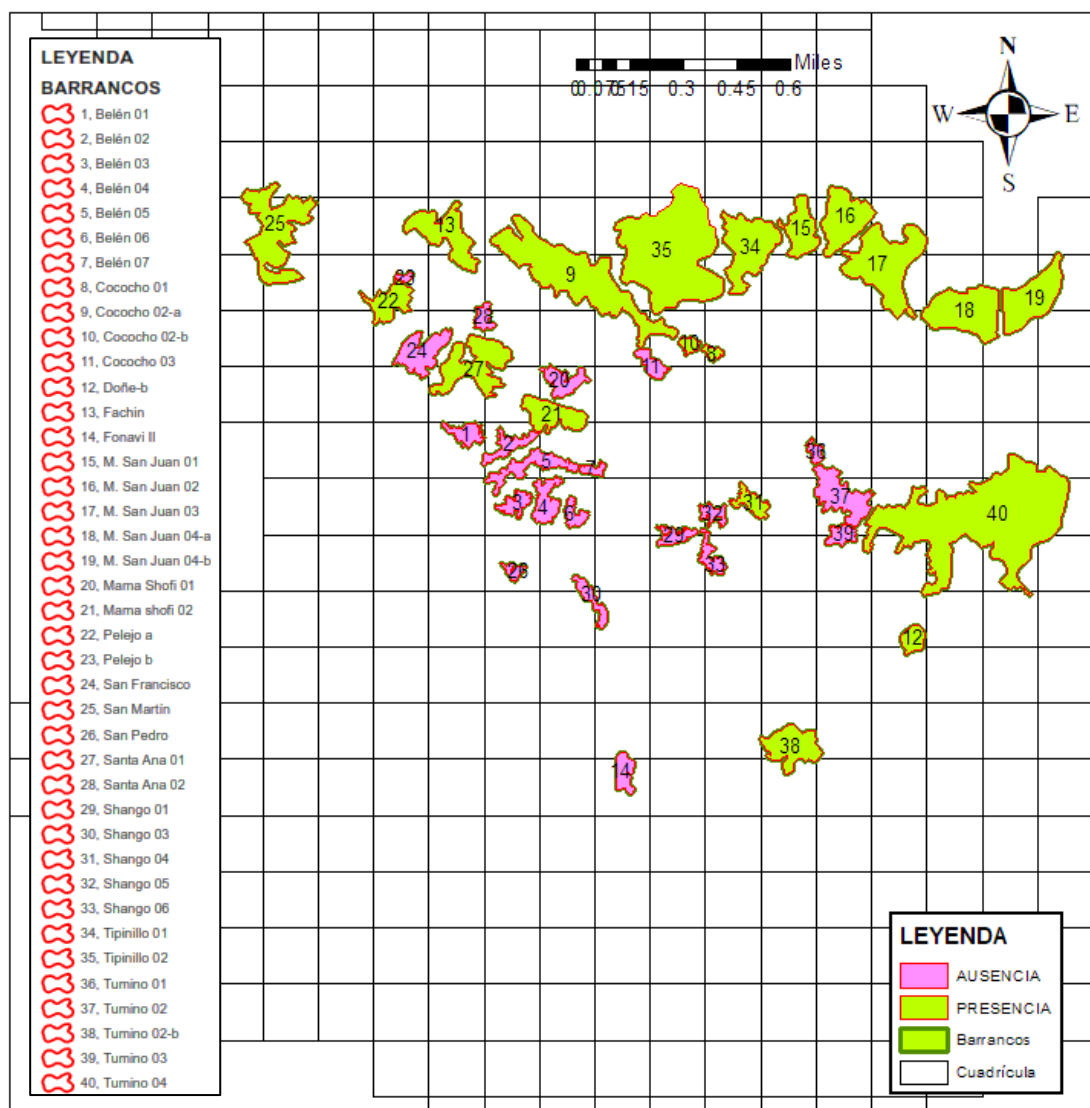 LEYENDA
BARRANCOS
1, Belén 01
2, Belén 02
3, Belén 03
4, Belén 04
5, Belén 05
6, Belén 06
7, Belén 07
8, Cococho 01
9, Cococho 02-a
10, Cococho 02-b
11, Cococho 03
12, Doñe-b
13, Fachin
14, Fonavi II
15, M. San Juan 01
16, M. San Juan 02
17, M. San Juan 03
18, M. San Juan 04-a
19, M. San Juan 04-b
20, Mama Shofi 01
21, Mama shofi 02
22, Pelejo a
23, Pelejo b
24, San Francisco
25, San Martín
26, San Pedro
27, Santa Ana 01
28, Santa Ana 02
29, Shango 01
30, Shango 03
31, Shango 04
32, Shango 05
33, Shango 06
34, Tipinillo 01
35, Tipinillo 02
36, Tumino 01
37, Tumino 02
38, Tumino 02-b
39, Tumino 03
40, Tumino 04
Miles
0.3 0.45 0.6
N
W E
S
25 13 35 34 15 16
9 17
22 18 19
24 27 10 8
11
20
21
1 2
5 7
36
3 4 6 32 31 37
40
29 39
33
30
12
38
14
LEYENDA
AUSENCIA
PRESENCIA
Barrancos
Cuadrícula